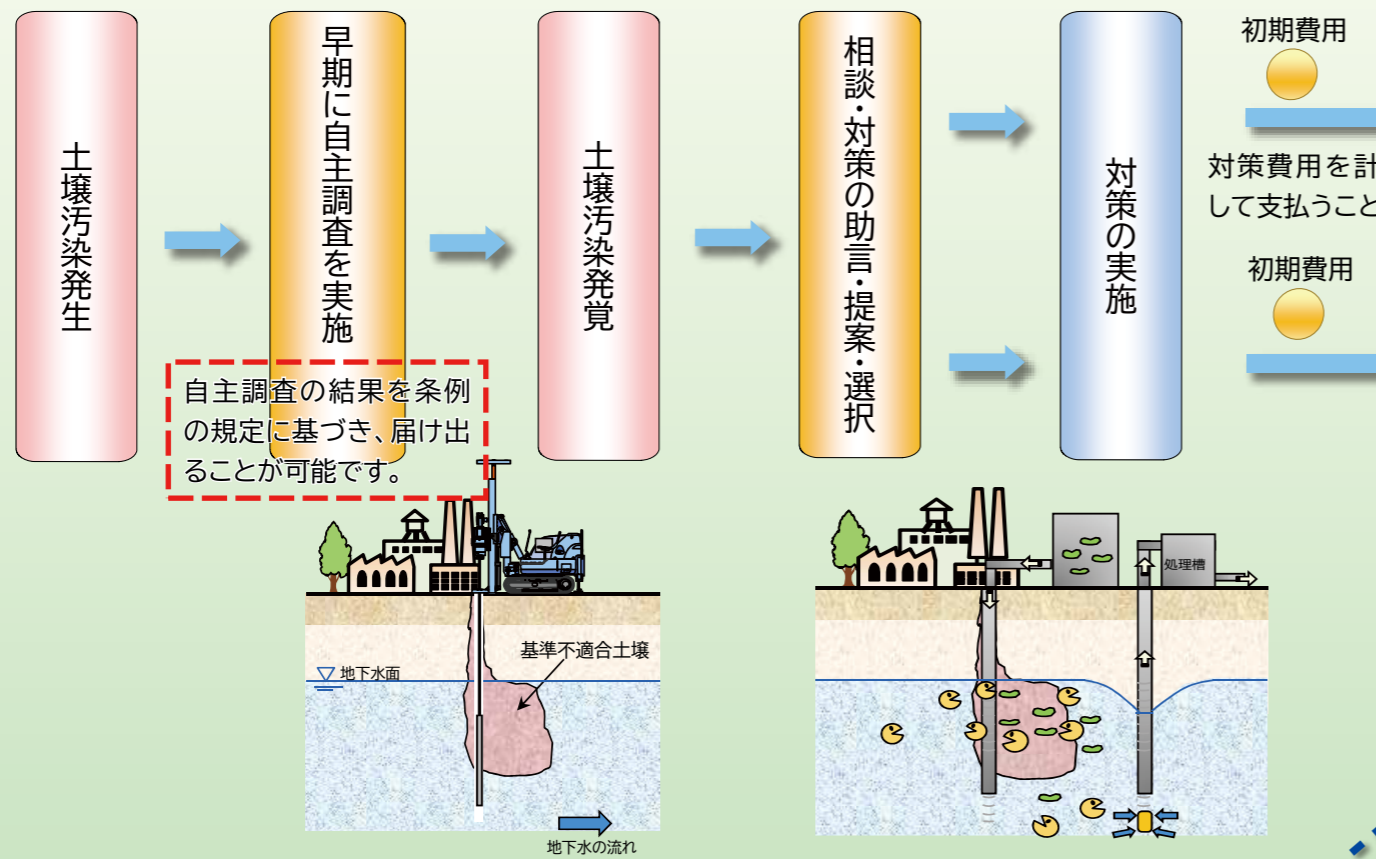 土壌汚染発生
早期に自主調査を実施
自主調査の結果を条例
の規定に基づき、届け出
ることが可能です。
土壌汚染発覚
相談・対策の助言・提案・選択
対策の実施
初期費用
対策費用を計
して支払うこと
初期費用
基準不適合土壌
地下水面
地下水の流れ
処理槽